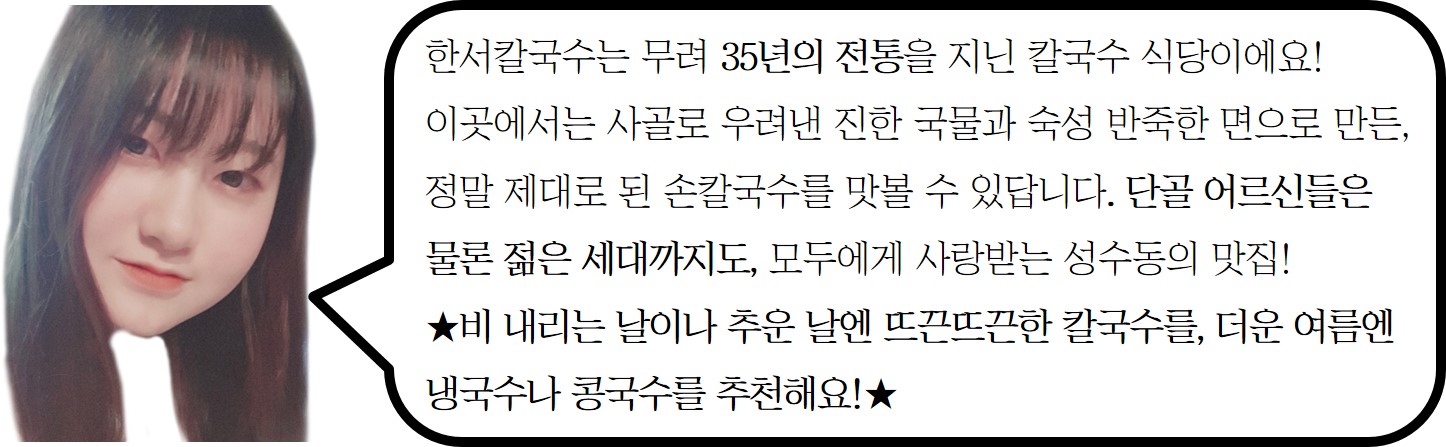 한서칼국수는 무려 35년의 전통을 지닌 칼국수 식당이에요!
이곳에서는 사골로 우려낸 진한 국물과 숙성 반죽한 면으로 만든,
정말 제대로 된 손칼국수를 맛볼 수 있답니다. 단골 어르신들은
물론 젊은 세대까지도, 모두에게 사랑받는 성수동의 맛집!
★비 내리는 날이나 추운 날엔 뜨끈뜨끈한 칼국수를, 더운 여름엔
냉국수나 콩국수를 추천해요!★